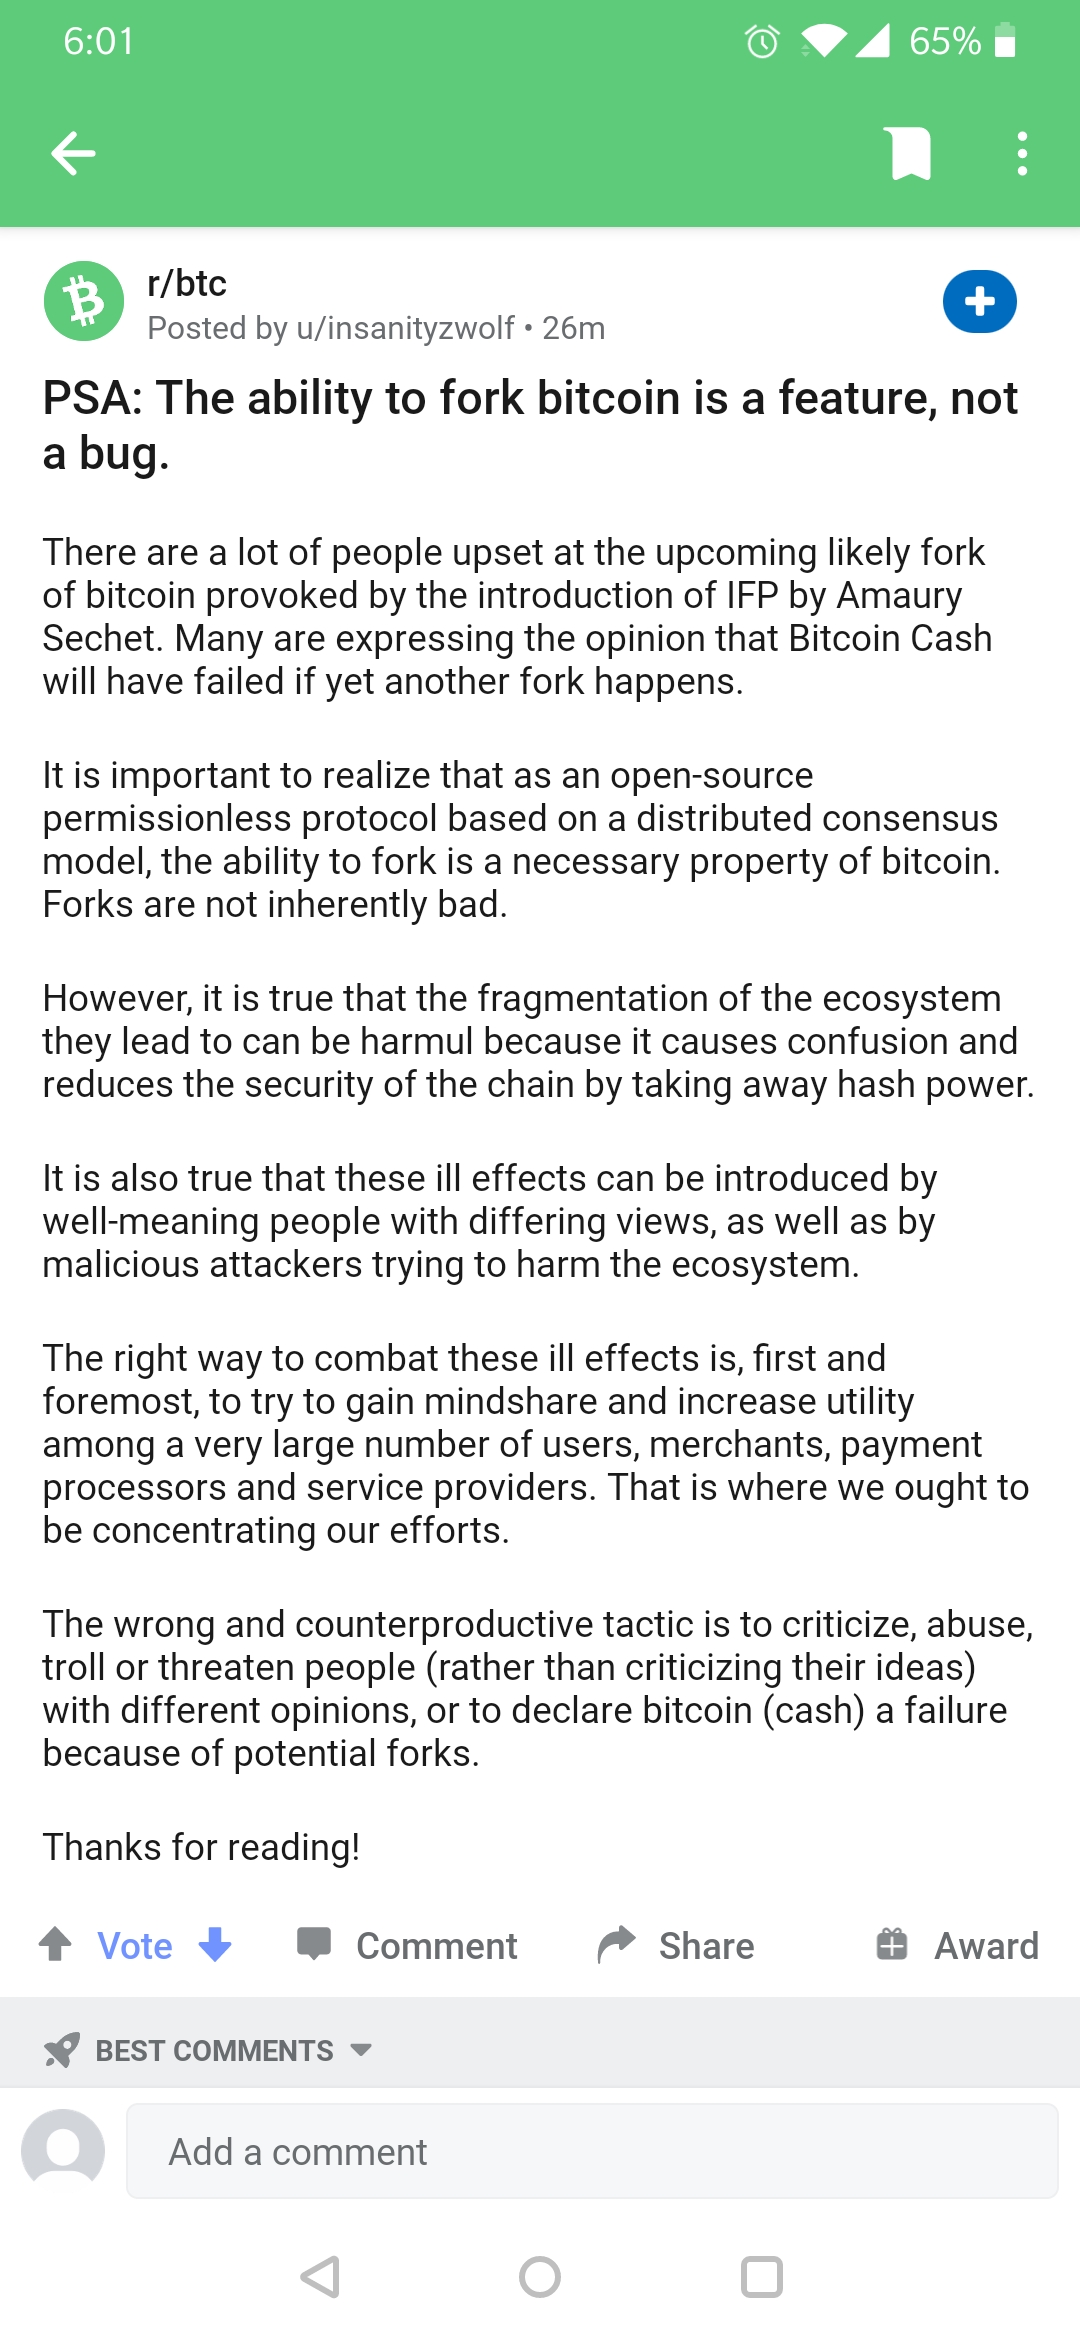 6:01
65%
r/btc
Posted by u/insanityzwolf • 26m
PSA: The ability to fork bitcoin is a feature, not
a bug.
There are a lot of people upset at the upcoming likely fork
of bitcoin provoked by the introduction of IFP by Amaury
Sechet. Many are expressing the opinion that Bitcoin Cash
will have failed if yet another fork happens.
It is important to realize that as an open-source
permissionless protocol based on a distributed consensus
model, the ability to fork is a necessary property of bitcoin.
Forks are not inherently bad.
However, it is true that the fragmentation of the ecosystem
they lead to can be harmul because it causes confusion and
reduces the security of the chain by taking away hash power.
It is also true that these ill effects can be introduced by
well-meaning people with differing views, as well as by
malicious attackers trying to harm the ecosystem.
The right way to combat these ill effects is, first and
foremost, to try to gain mindshare and increase utility
among a very large number of users, merchants, payment
processors and service providers. That is where we ought to
be concentrating our efforts.
The wrong and counterproductive tactic is to criticize, abuse,
troll or threaten people (rather than criticizing their ideas)
with different opinions, or to declare bitcoin (cash) a failure
because of potential forks.
Thanks for reading!
Vote Comment Share Award
BEST COMMENTS
Add a comment